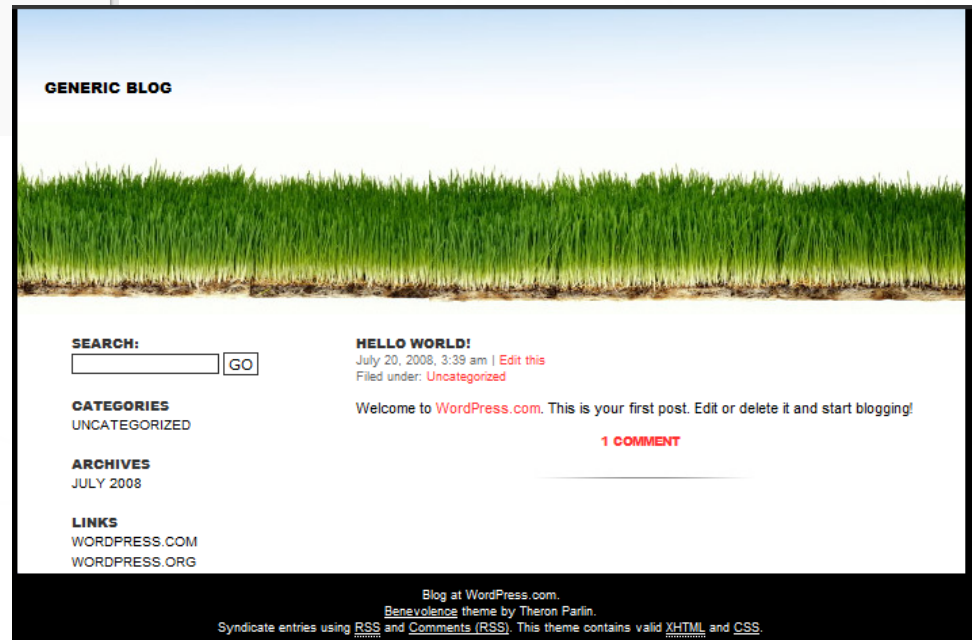 GENERIC BLOG
SEARCH:
GO
CATEGORIES
UNCATEGORIZED
ARCHIVES
JULY 2008
LINKS
WORDPRESS.COM
WORDPRESS.ORG
HELLO WORLD!
July 20, 2008, 3:39 am | Edit this
Filed under: Uncategorized
Welcome to WordPress.com. This is your first post. Edit or delete it and start blogging!
1 COMMENT
Blog at WordPress.com.
Benevolence theme by Theron Parlin.
Syndicate entries using RSS and Comments (RSS). This theme contains valid XHTML and CSS.